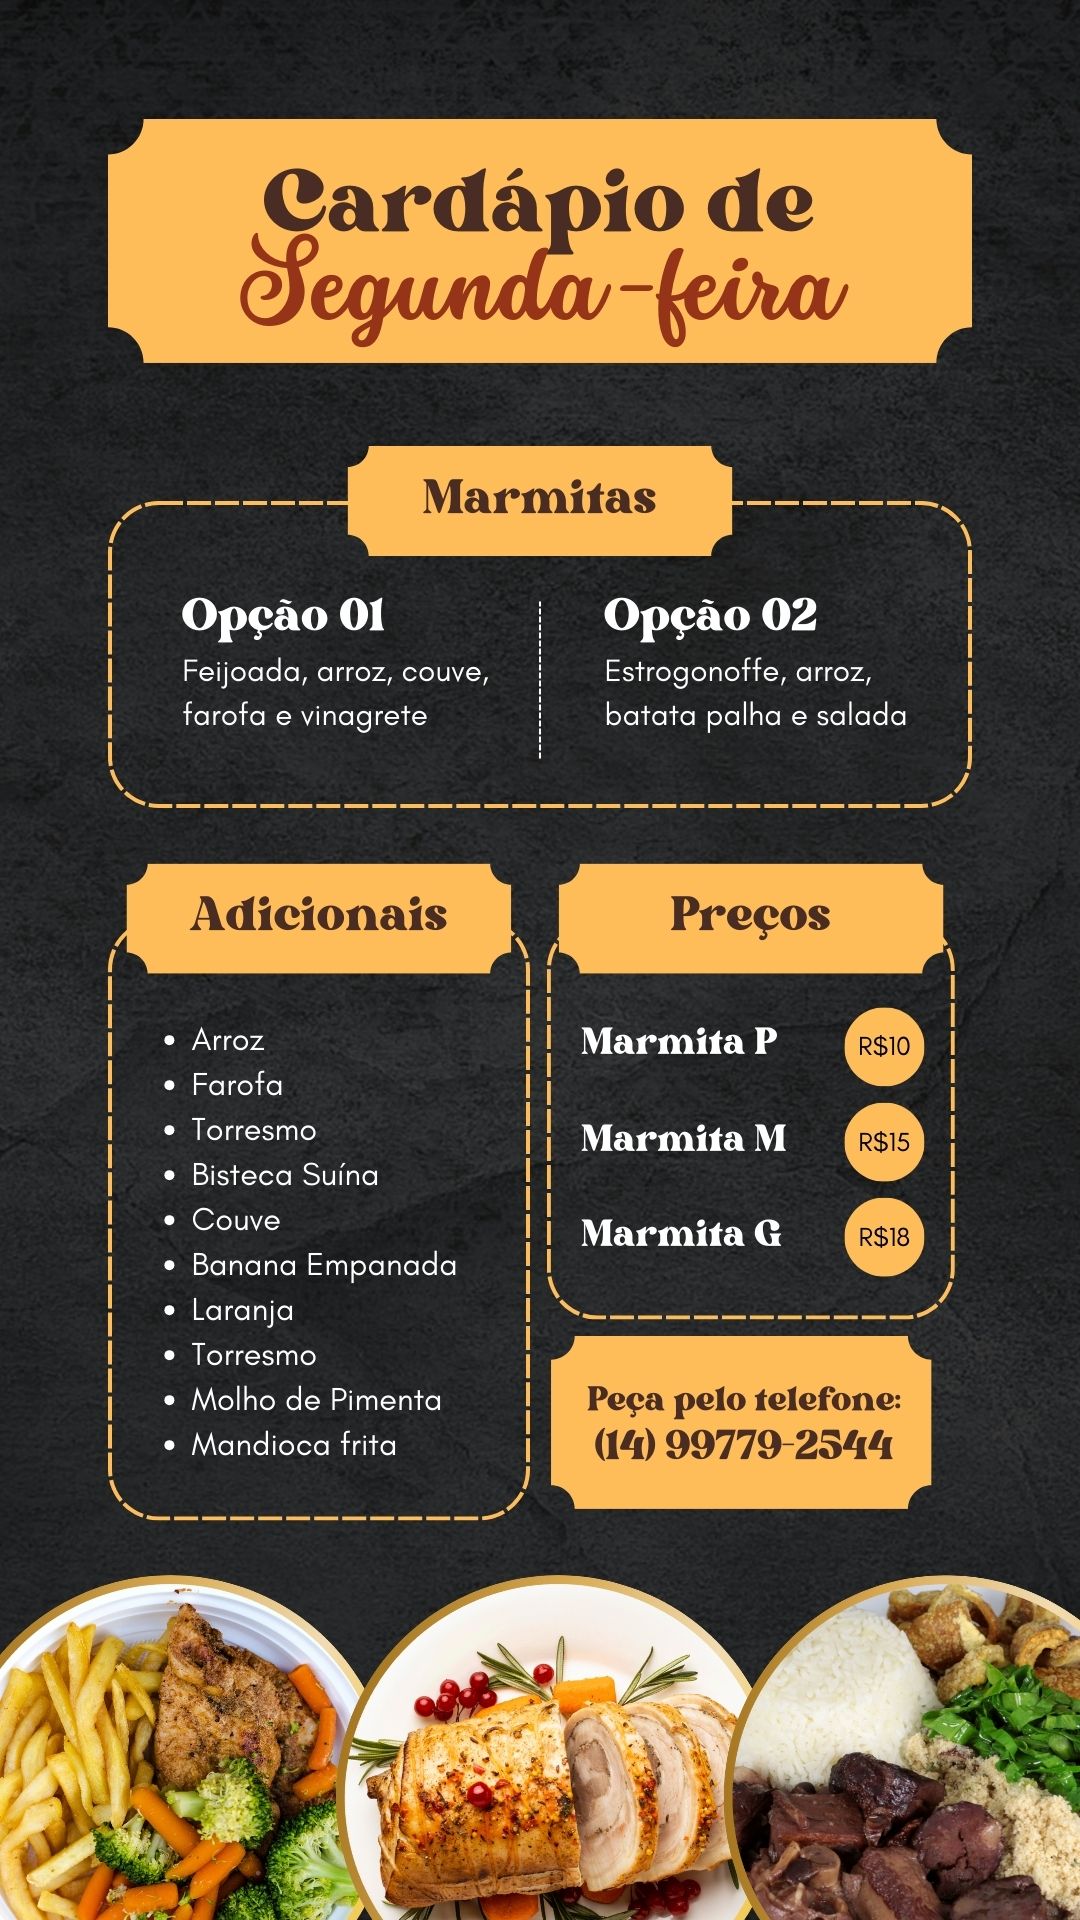 Cardápio de
Segunda-feira
Marmitas
Opção 01
Feijoada, arroz, couve,
farofa e vinagrete
Opção 02
Estrogonoffe, arroz,
batata palha e salada
Adicionais
• Arroz
• Farofa
• Torresmo
• Bisteca Suína
• Couve
• Banana Empanada
• Laranja
• Torresmo
• Molho de Pimenta
• Mandioca frita
Preços
Marmita P R$10
Marmita M R$15
Marmita G R$18
Peça pelo telefone:
(14) 99779-2544